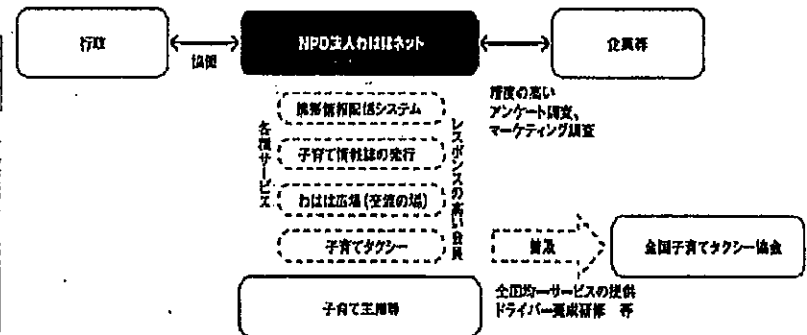 行政
協働
NPO法人わははネット
企業等
携帯情報配信システム
子育て情報誌の発行
わはは広場(交流の場)
子育てタクシー
各種サービス
レスポンスの高い会員
精度の高い
アンケート調査、
マーケティング調査
普及
全国子育てタクシー協会
全国均一サービスの提供
ドライバー養成研修 等
子育て主婦等